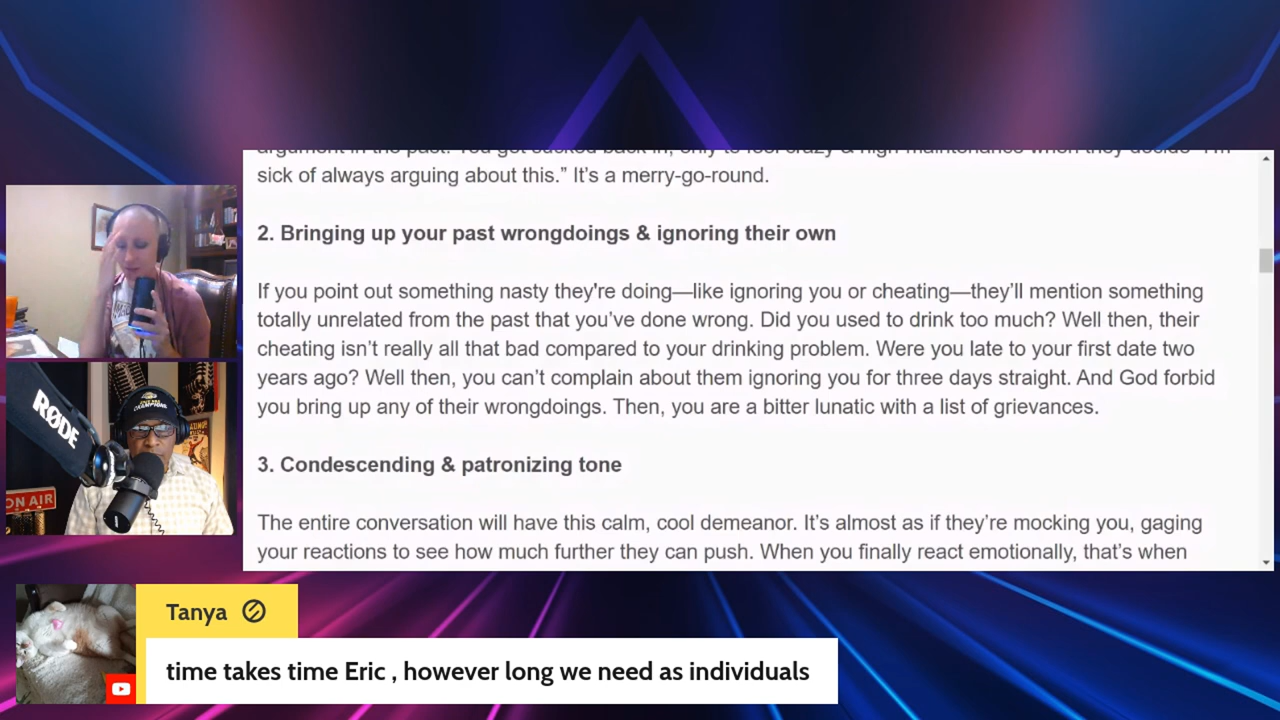 sick of always arguing about this.” It’s a merry-go-round.
2. Bringing up your past wrongdoings & ignoring their own
If you point out something nasty they're doing—like ignoring you or cheating—they’ll mention something
totally unrelated from the past that you’ve done wrong. Did you used to drink too much? Well then, their
cheating isn’t really all that bad compared to your drinking problem. Were you late to your first date two
years ago? Well then, you can’t complain about them ignoring you for three days straight. And God forbid
you bring up any of their wrongdoings. Then, you are a bitter lunatic with a list of grievances.
3. Condescending & patronizing tone
The entire conversation will have this calm, cool demeanor. It’s almost as if they’re mocking you, gaging
your reactions to see how much further they can push. When you finally react emotionally, that’s when
RØDE
CHAMPIONS
ON AIR
Tanya
time takes time Eric , however long we need as individuals